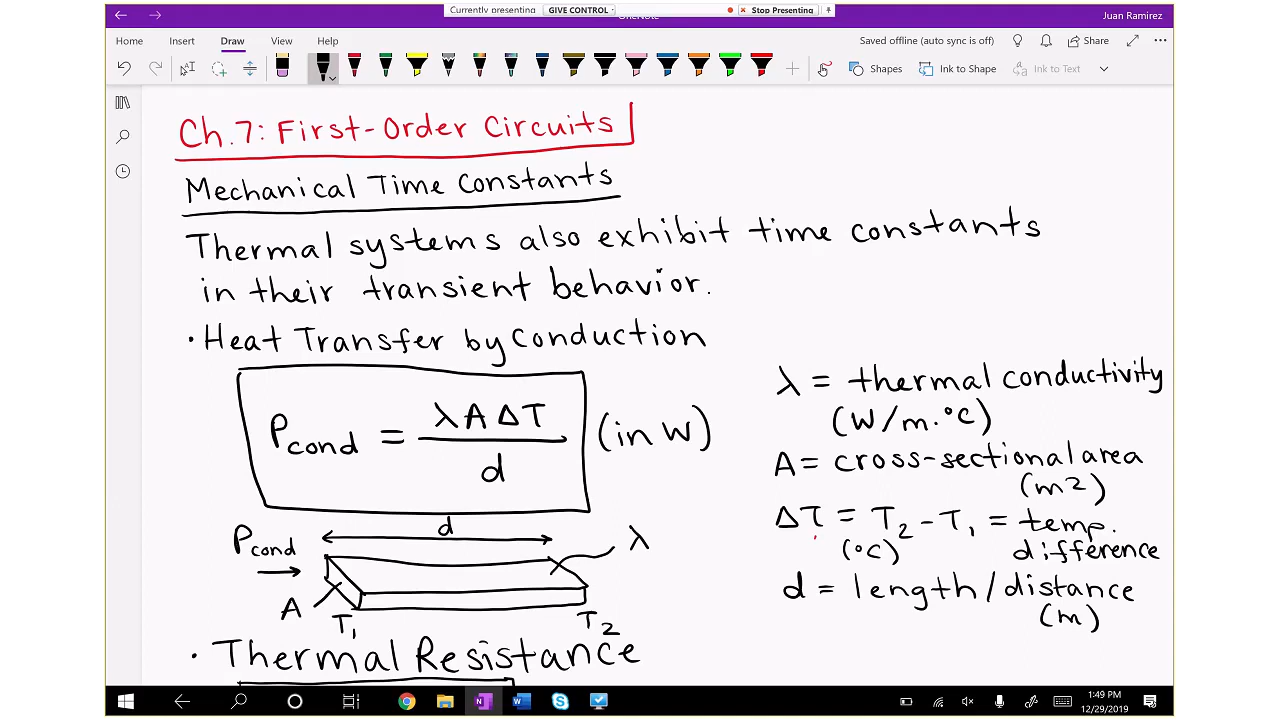 Currently presenting GIVE CONTROL Stop Presenting
OneNote
Juan Ramirez
Home Insert Draw View Help Saved offline (auto sync is off) Share
Shapes Ink to Shape Ink to Text
Ch.7: First-Order Circuits
Mechanical Time Constants
Thermal systems also exhibit time constants
in their transient behavior.
• Heat Transfer by Conduction
Pcond = λAΔT / d (in W)
λ = thermal conductivity
(W/m·°C)
A = cross-sectional area
(m2)
ΔT = T2 - T1 = temp.
(°C) difference
d = length/distance
(m)
d
Pcond
λ
A
T1
T2
• Thermal Resistance
1:49 PM
12/29/2019